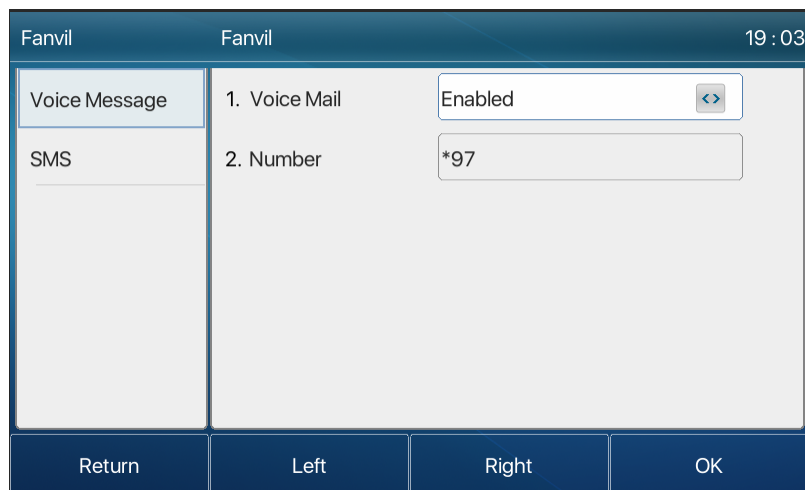 Fanvil Fanvil 19 : 03
Voice Message 1. Voice Mail Enabled
SMS 2. Number *97
Return Left Right OK